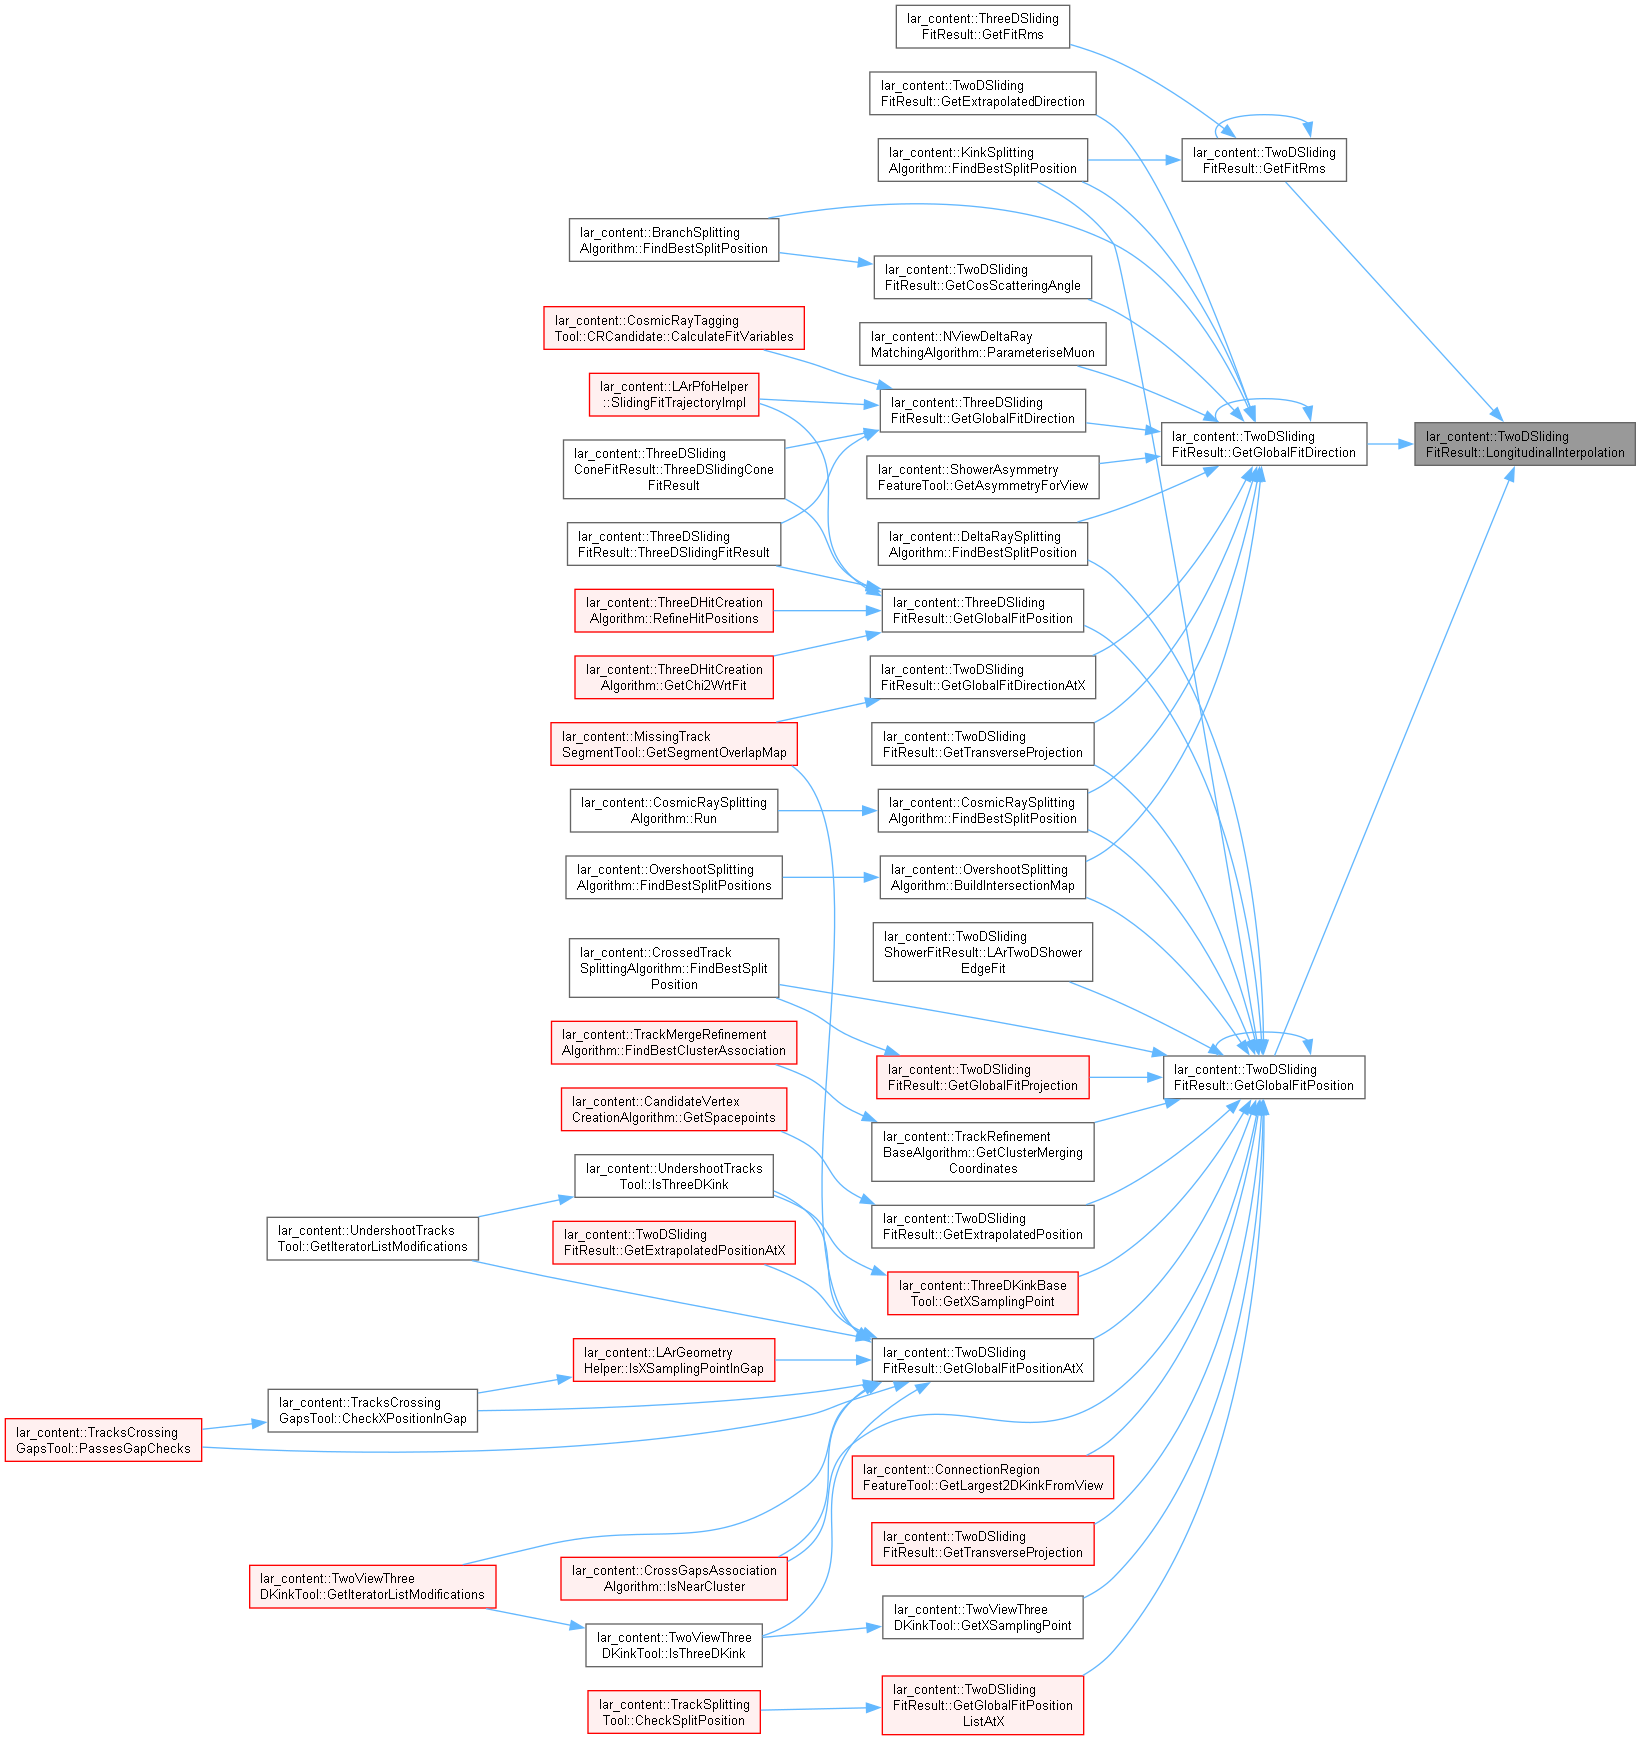 lar_content::ThreeDSliding
FitResult::GetFitRms
lar_content::TwoDSliding
FitResult::GetExtrapolatedDirection
lar_content::KinkSplitting
Algorithm::FindBestSplitPosition
lar_content::TwoDSliding
FitResult::GetFitRms
lar_content::BranchSplitting
Algorithm::FindBestSplitPosition
lar_content::TwoDSliding
FitResult::GetCosScatteringAngle
lar_content::CosmicRayTagging
Tool::CRCandidate::CalculateFitVariables
lar_content::NViewDeltaRay
MatchingAlgorithm::ParameteriseMuon
lar_content::LArPfoHelper
::SlidingFitTrajectoryImpl
lar_content::ThreeDSliding
FitResult::GetGlobalFitDirection
lar_content::TwoDSliding
FitResult::GetGlobalFitDirection
lar_content::TwoDSliding
FitResult::LongitudinalInterpolation
lar_content::ThreeDSliding
ConeFitResult::ThreeDSlidingCone
FitResult
lar_content::ShowerAsymmetry
FeatureTool::GetAsymmetryForView
lar_content::ThreeDSliding
FitResult::ThreeDSlidingFitResult
lar_content::DeltaRaySplitting
Algorithm::FindBestSplitPosition
lar_content::ThreeDHitCreation
Algorithm::RefineHitPositions
lar_content::ThreeDSliding
FitResult::GetGlobalFitPosition
lar_content::ThreeDHitCreation
Algorithm::GetChi2WrtFit
lar_content::TwoDSliding
FitResult::GetGlobalFitDirectionAtX
lar_content::MissingTrack
SegmentTool::GetSegmentOverlapMap
lar_content::TwoDSliding
FitResult::GetTransverseProjection
lar_content::CosmicRaySplitting
Algorithm::Run
lar_content::CosmicRaySplitting
Algorithm::FindBestSplitPosition
lar_content::OvershootSplitting
Algorithm::FindBestSplitPositions
lar_content::OvershootSplitting
Algorithm::BuildIntersectionMap
lar_content::TwoDSliding
ShowerFitResult::LArTwoDShower
EdgeFit
lar_content::CrossedTrack
SplittingAlgorithm::FindBestSplit
Position
lar_content::TrackMergeRefinement
Algorithm::FindBestClusterAssociation
lar_content::TwoDSliding
FitResult::GetGlobalFitProjection
lar_content::TwoDSliding
FitResult::GetGlobalFitPosition
lar_content::CandidateVertex
CreationAlgorithm::GetSpacepoints
lar_content::TrackRefinement
BaseAlgorithm::GetClusterMerging
Coordinates
lar_content::UndershootTracks
Tool::IsThreeDKink
lar_content::UndershootTracks
Tool::GetIteratorListModifications
lar_content::TwoDSliding
FitResult::GetExtrapolatedPositionAtX
lar_content::TwoDSliding
FitResult::GetExtrapolatedPosition
lar_content::ThreeDKinkBase
Tool::GetXSamplingPoint
lar_content::LArGeometry
Helper::IsXSamplingPointInGap
lar_content::TwoDSliding
FitResult::GetGlobalFitPositionAtX
lar_content::TracksCrossing
GapsTool::CheckXPositionInGap
lar_content::TracksCrossing
GapsTool::PassesGapChecks
lar_content::ConnectionRegion
FeatureTool::GetLargest2DKinkFromView
lar_content::TwoDSliding
FitResult::GetTransverseProjection
lar_content::TwoViewThree
DKinkTool::GetIteratorListModifications
lar_content::CrossGapsAssociation
Algorithm::IsNearCluster
lar_content::TwoViewThree
DKinkTool::GetXSamplingPoint
lar_content::TwoViewThree
DKinkTool::IsThreeDKink
lar_content::TrackSplitting
Tool::CheckSplitPosition
lar_content::TwoDSliding
FitResult::GetGlobalFitPosition
ListAtX